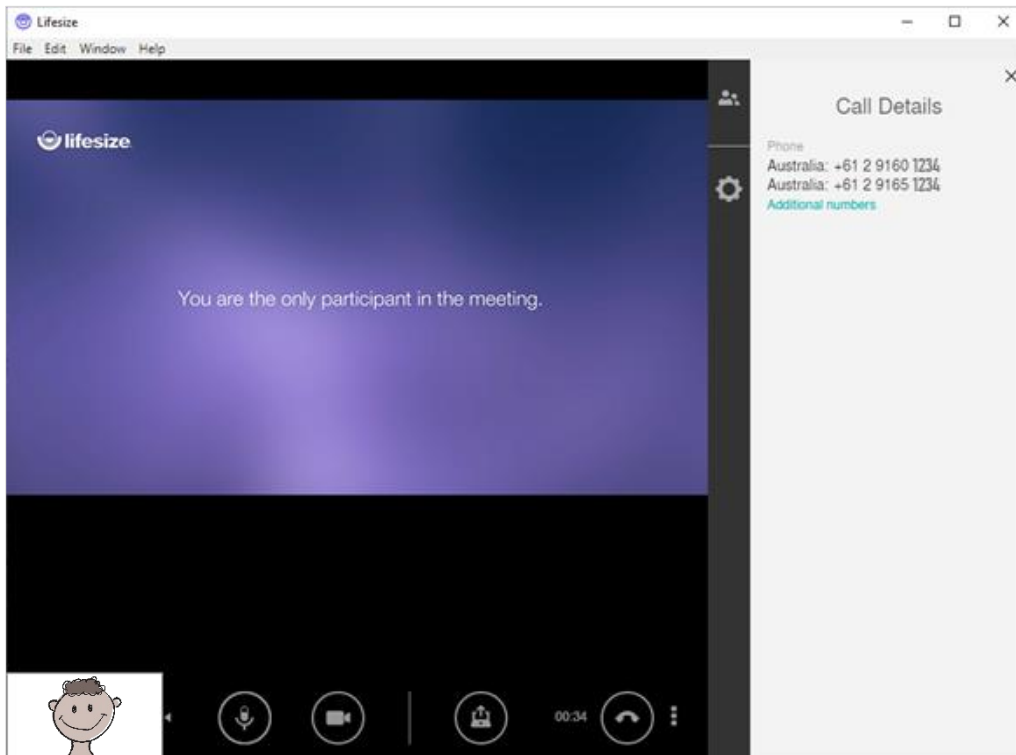 Lifesize
File Edit Window Help
lifesize
You are the only participant in the meeting.
00:34
Call Details
Phone
Australia: +61 2 9160 1234
Australia: +61 2 9165 1234
Additional numbers